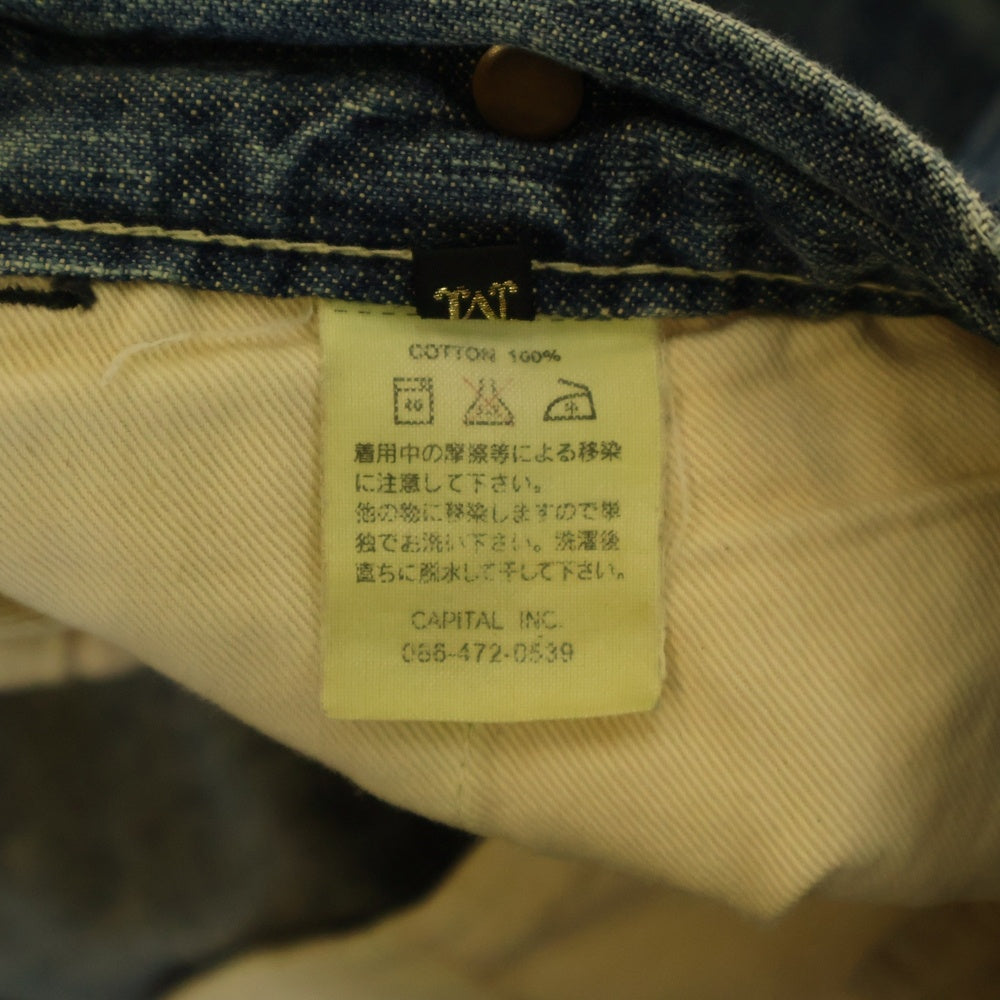 COTTON 100%
40
中
着用中の摩擦等による移染
に注意して下さい。
他の物に移染しますので単
独でお洗い下さい。洗濯後
直ちに脱水して干して下さい。
CAPITAL INC.
086-472-0539